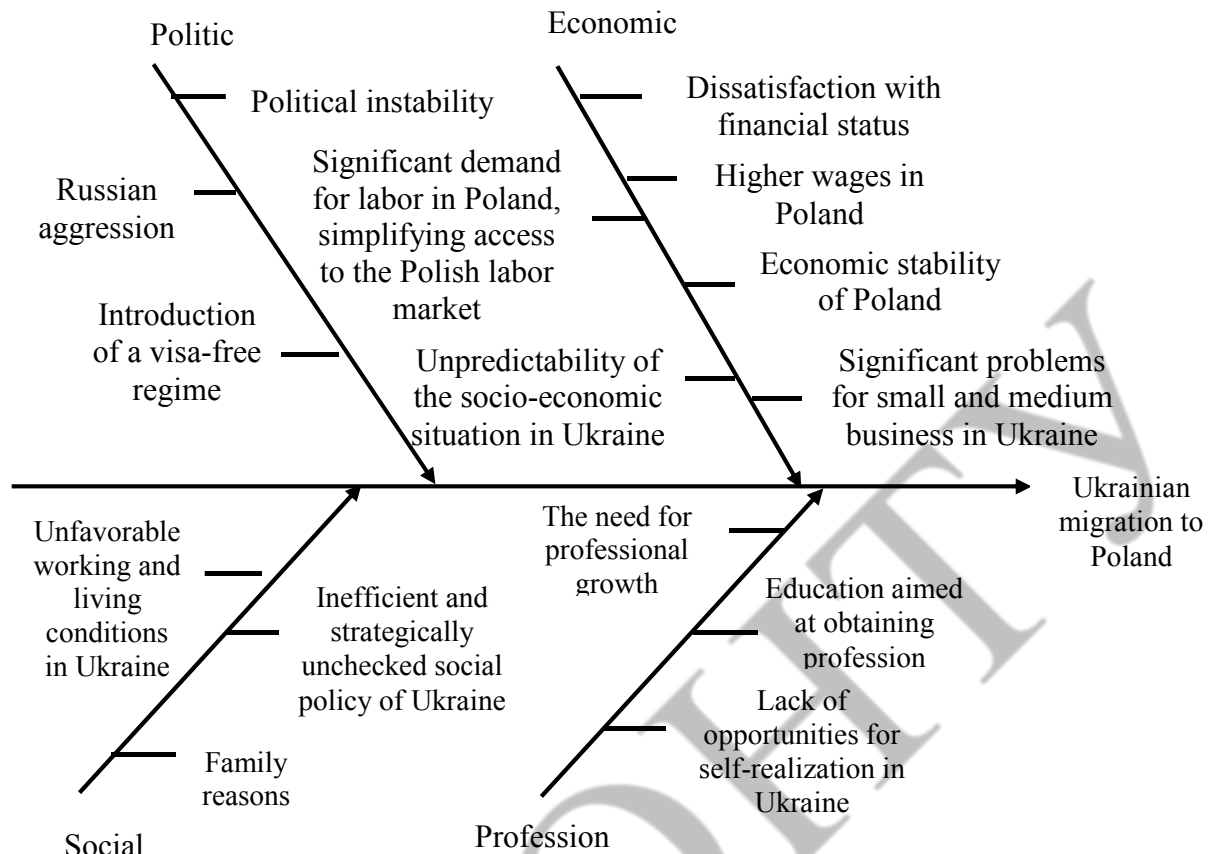 Politic
Political instability
Russian
aggression
Introduction
of a visa-free
regime
Economic
Dissatisfaction with
financial status
Significant demand
for labor in Poland,
simplifying access
to the Polish labor
market
Higher wages in
Poland
Economic stability
of Poland
Unpredictability of
the socio-economic
situation in Ukraine
Significant problems
for small and medium
business in Ukraine
Ukrainian
migration to
Poland
Unfavorable
working and
living
conditions
in Ukraine
Inefficient and
strategically
unchecked social
policy of Ukraine
Family
reasons
Social
The need for
professional
growth
Education aimed
at obtaining
profession
Lack of
opportunities for
self-realization in
Ukraine
Profession
ОНТУ